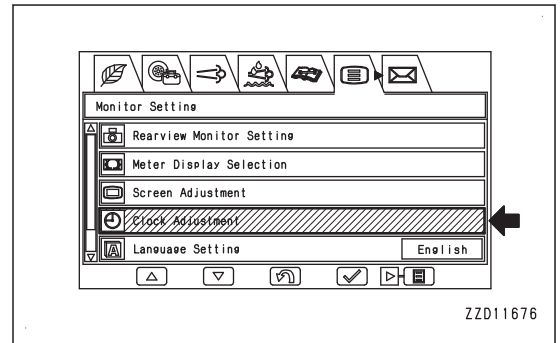 Monitor Setting
Rearview Monitor Setting
Meter Display Selection
Screen Adjustment
Clock Adjustment
Language Setting English
ZZD11676